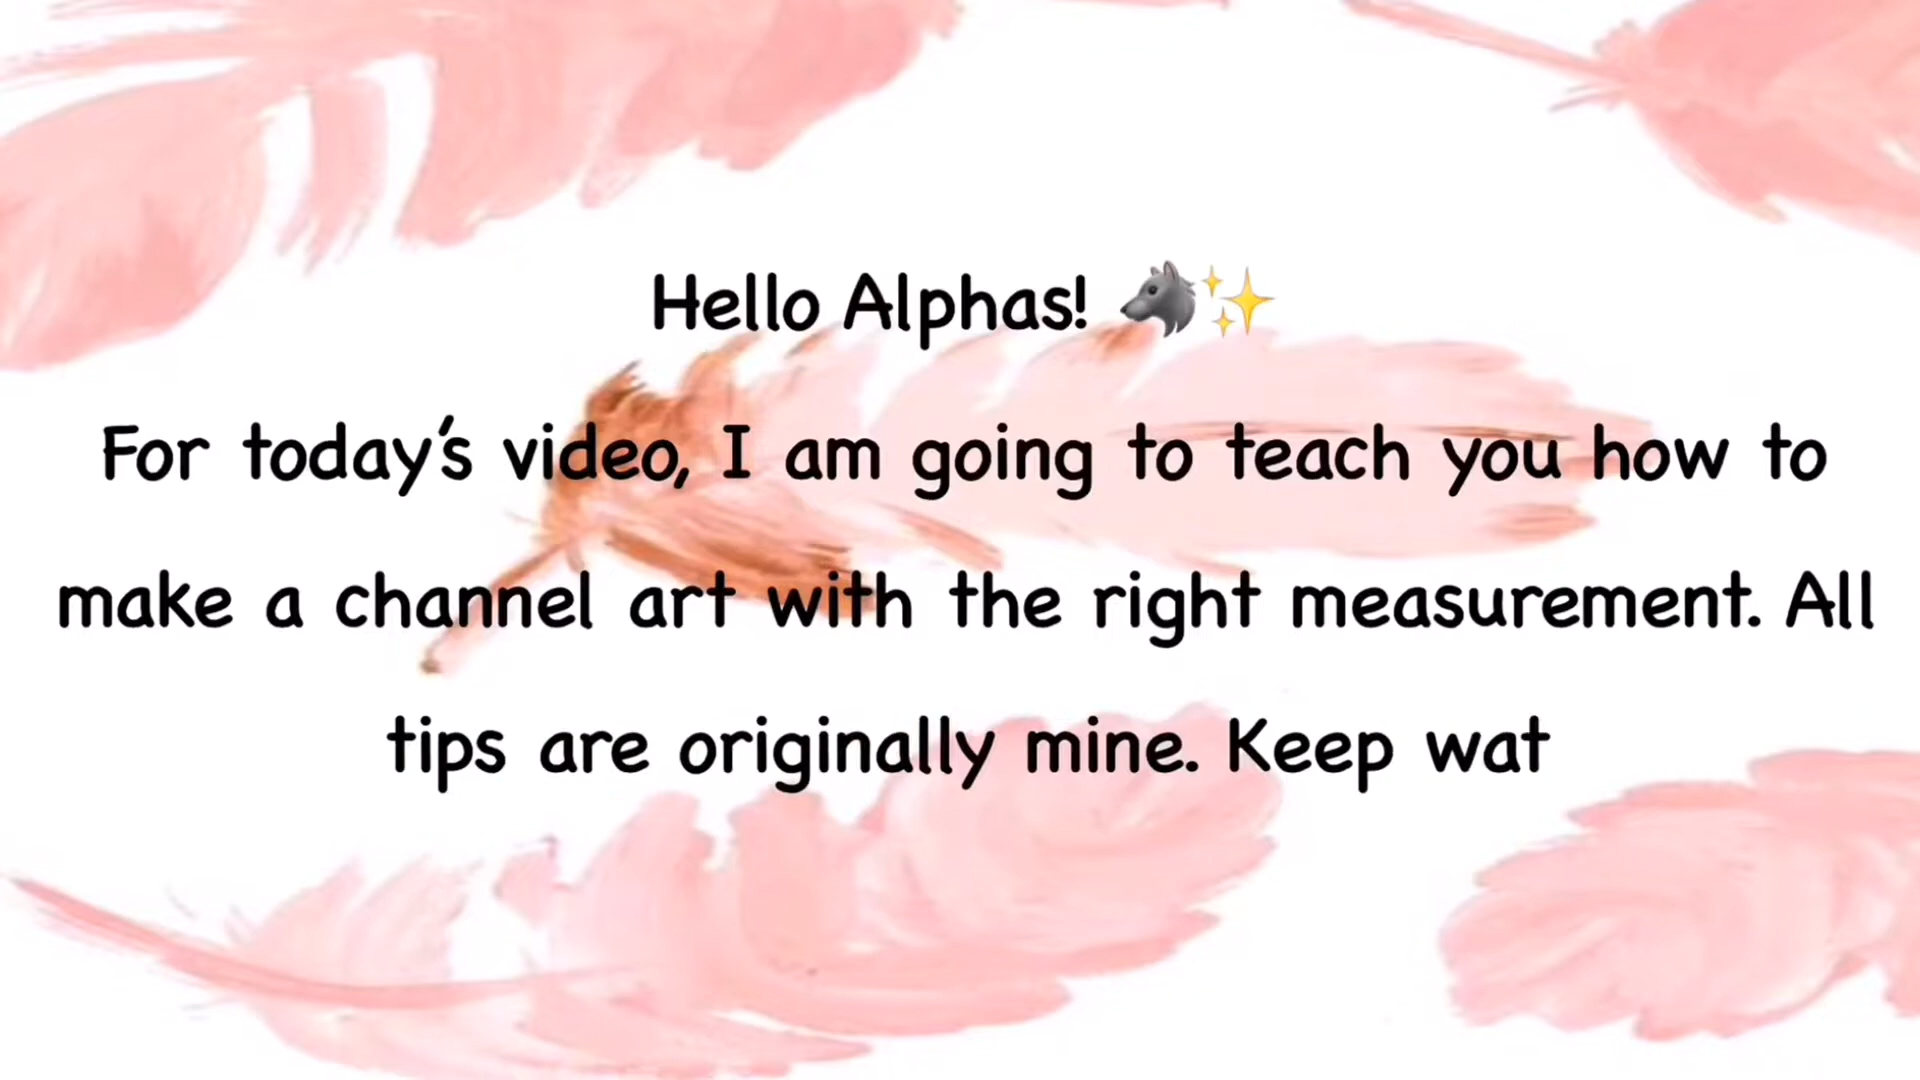 Hello Alphas! 🐺✨
For today's video, I am going to teach you how to
make a channel art with the right measurement. All
tips are originally mine. Keep wat